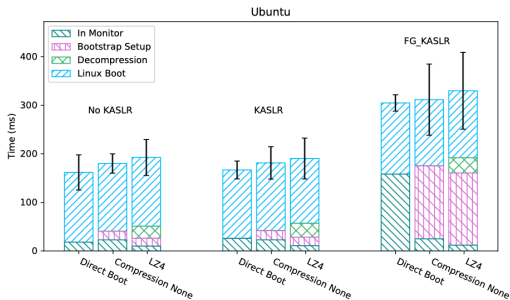 Ubuntu
In Monitor
Bootstrap Setup
Decompression
Linux Boot
FG_KASLR
No KASLR
KASLR
Time (ms)
400
300
200
100
0
Direct Boot
Compression None
LZ4
Direct Boot
Compression None
LZ4
Direct Boot
Compression None
LZ4